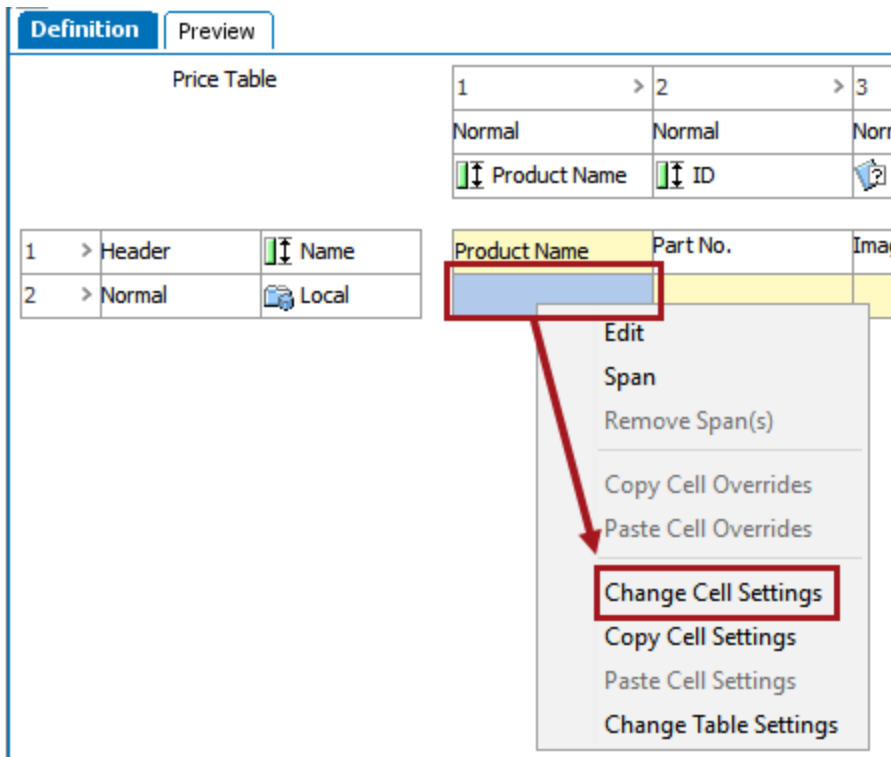 Definition Preview
Price Table
1 > 2 > 3
Normal Normal
Product Name ID
1 > Header Name Product Name Part No.
2 > Normal Local
Edit
Span
Remove Span(s)
Copy Cell Overrides
Paste Cell Overrides
Change Cell Settings
Copy Cell Settings
Paste Cell Settings
Change Table Settings